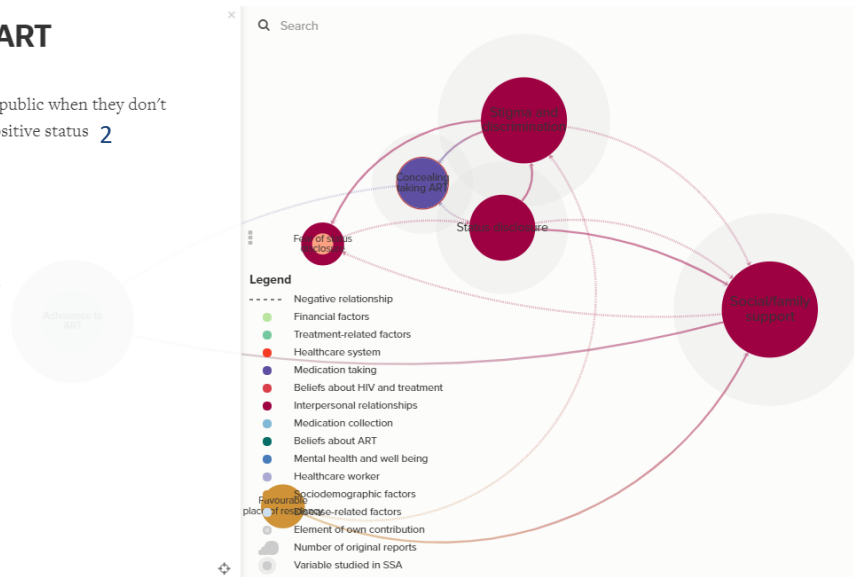 ART
public when they don't
ositive status 2
×
Search
Stigma and
discrimination
Concealing
taking ART
Status disclosure
Fear of status
disclosure
Social/family
support
Adherence to
ART
Legend
Negative relationship
Financial factors
Treatment-related factors
Healthcare system
Medication taking
Beliefs about HIV and treatment
Interpersonal relationships
Medication collection
Beliefs about ART
Mental health and well being
Healthcare worker
Sociodemographic factors
Favourable
place of residency
Disease-related factors
Element of own contribution
Number of original reports
Variable studied in SSA